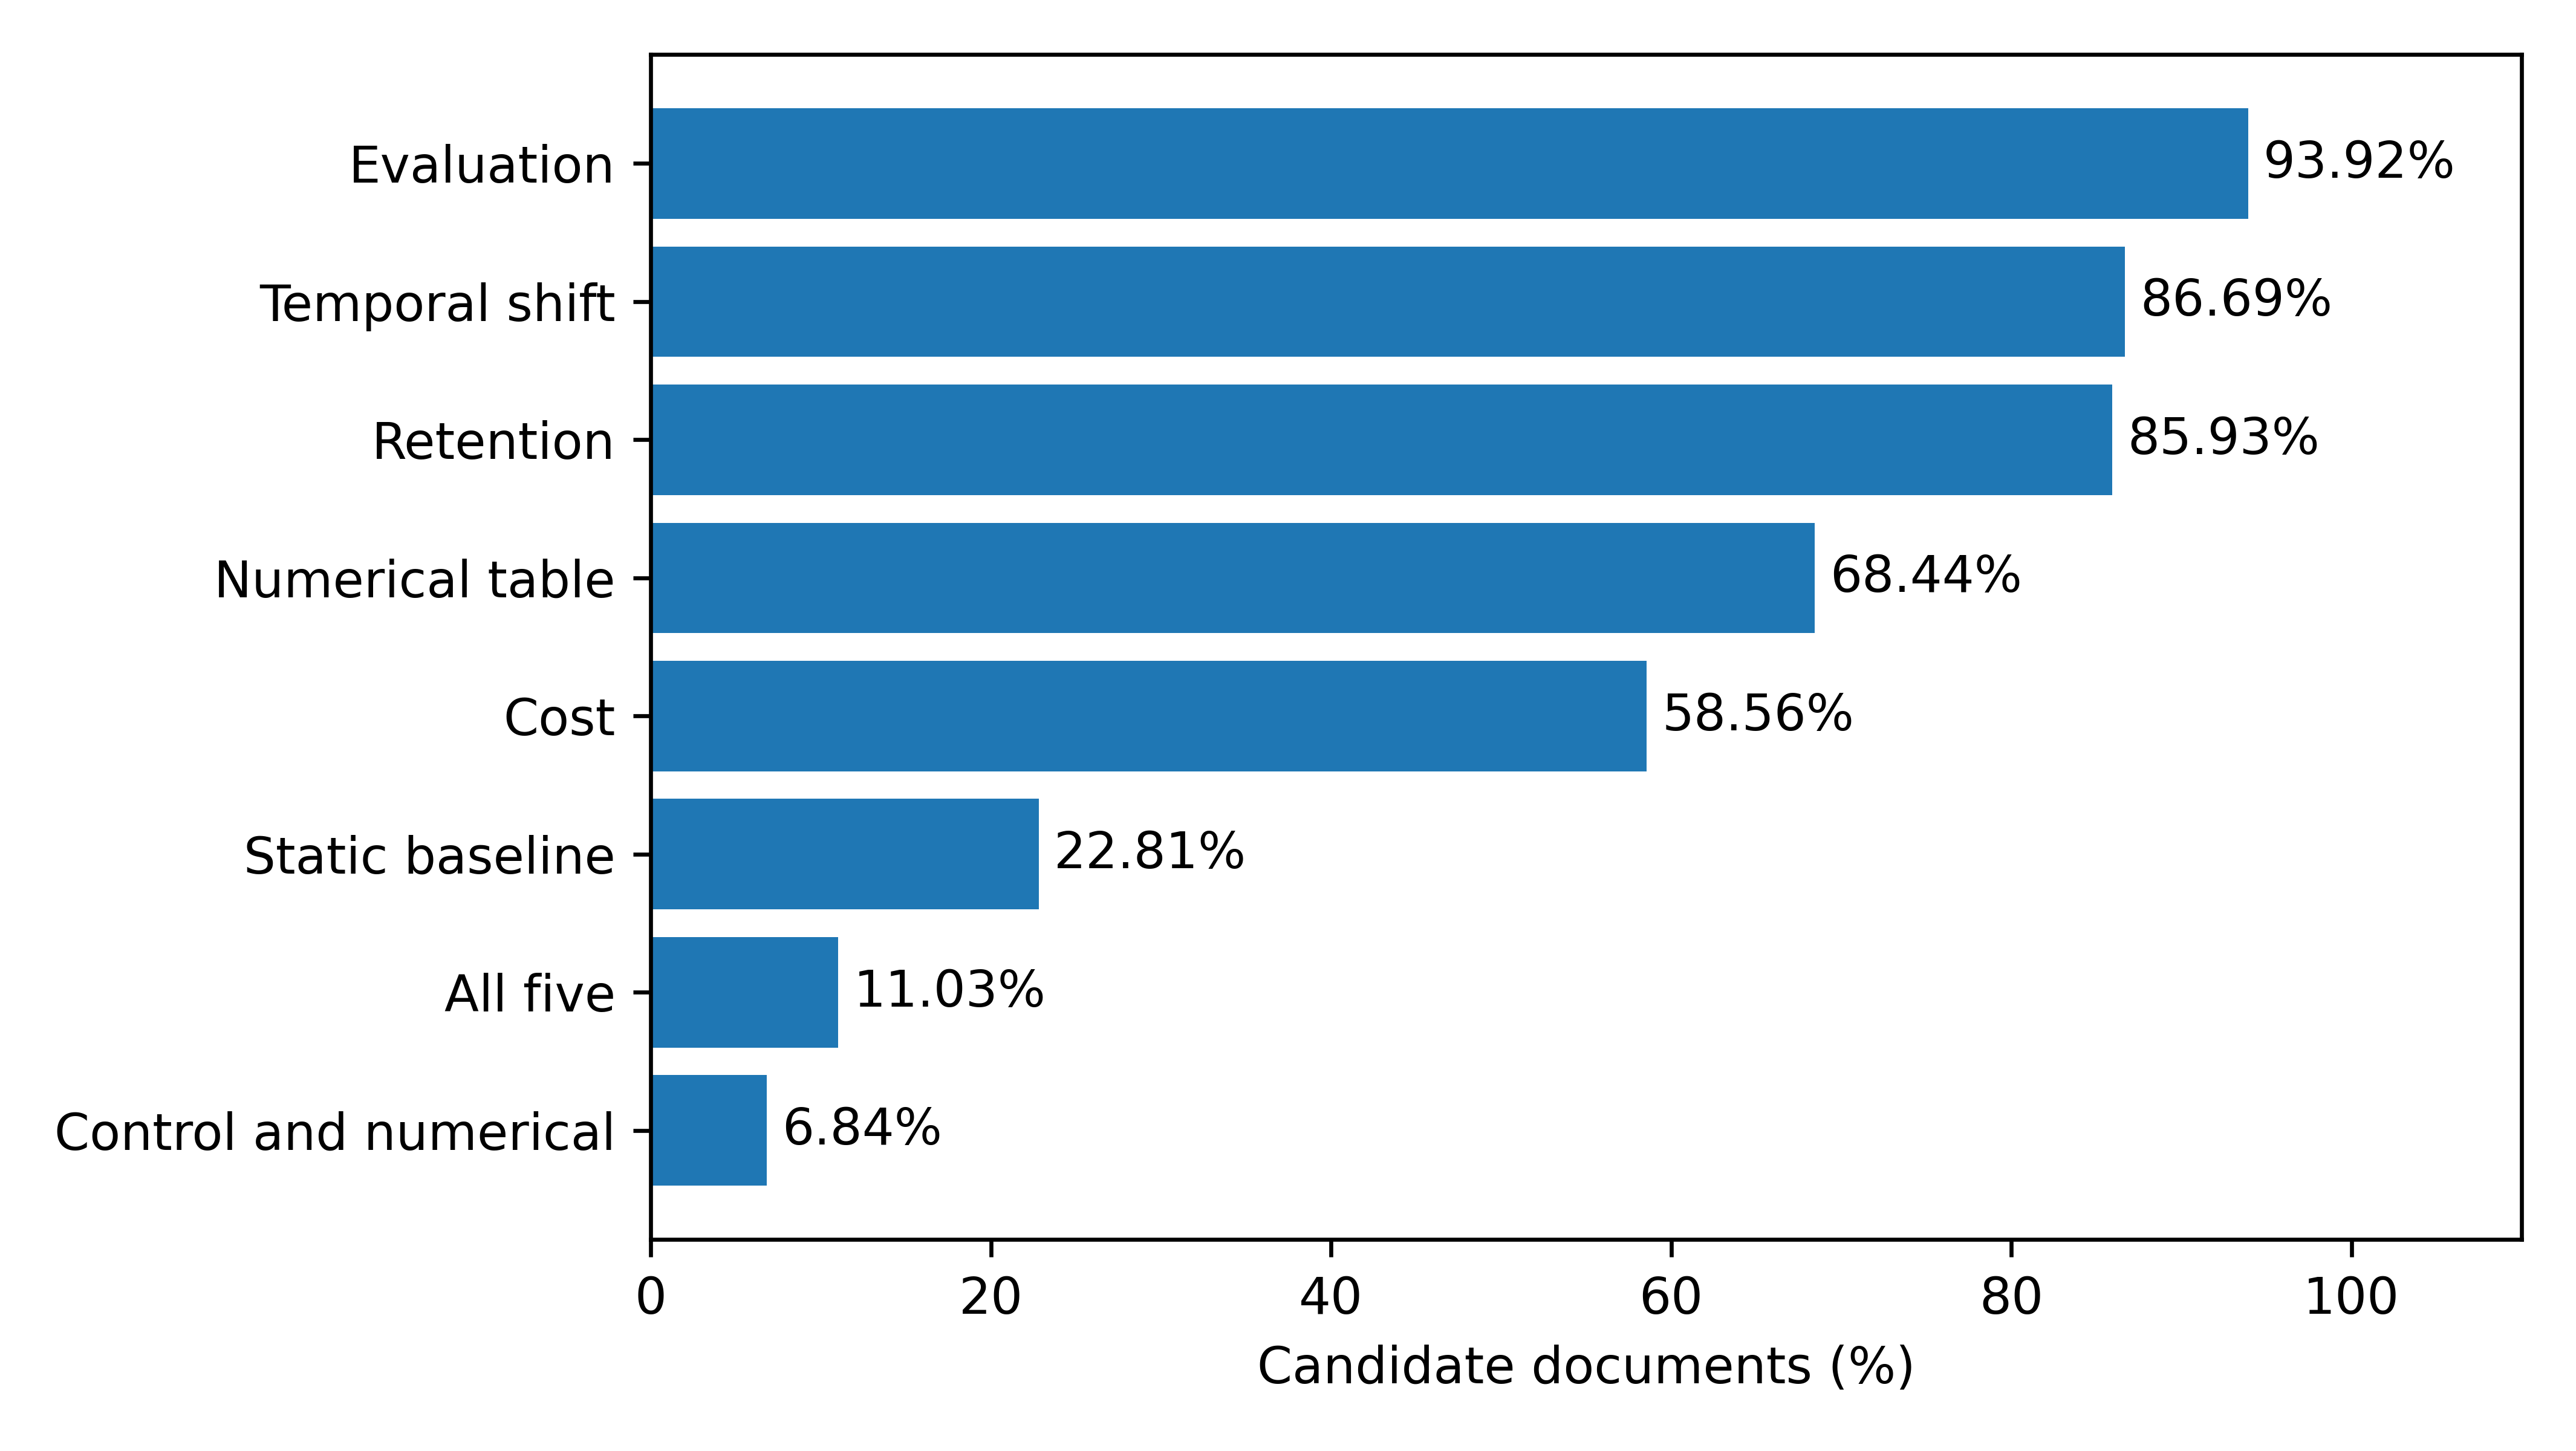 Evaluation 93.92%
Temporal shift 86.69%
Retention 85.93%
Numerical table 68.44%
Cost 58.56%
Static baseline 22.81%
All five 11.03%
Control and numerical 6.84%
0 20 40 60 80 100
Candidate documents (%)